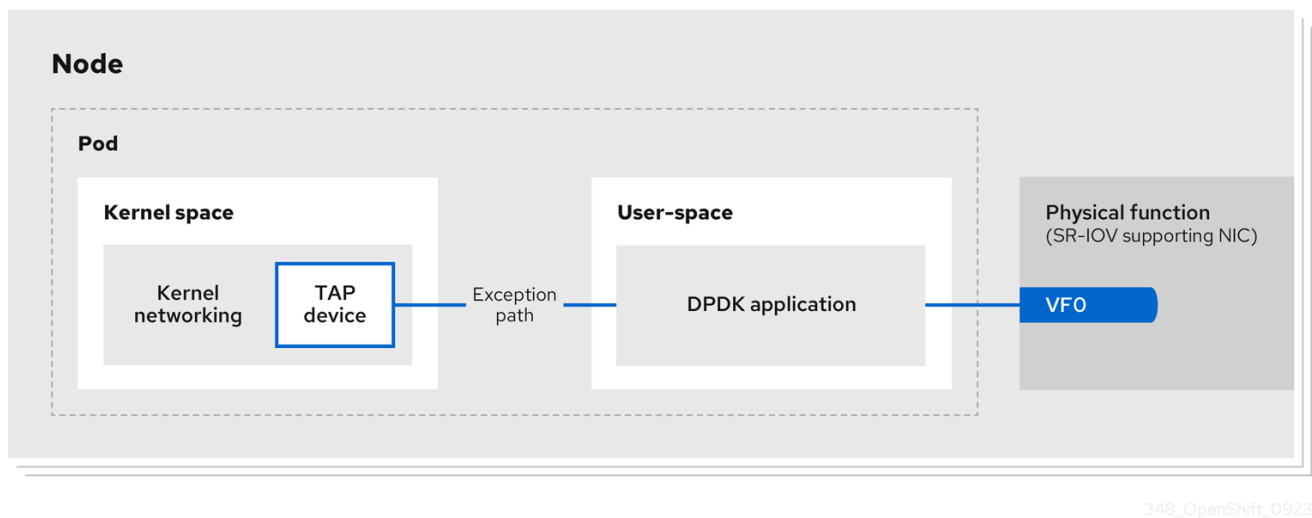 Node
Pod
Kernel space
Kernel
networking
TAP
device
Exception
path
User-space
DPDK application
Physical function
(SR-IOV supporting NIC)
VF0
348_OpenShift_0923